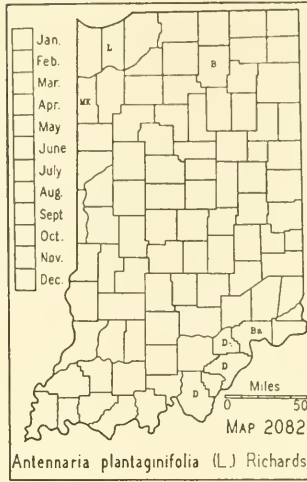 Jan.
Feb.
Mar.
Apr.
May
June
July
Aug.
Sept
Oct.
Nov.
Dec.
L
B
MK
Ba
D.
D
D
Miles
0 50
MAP 2082
Antennaria plantaginifolia (L.) Richards